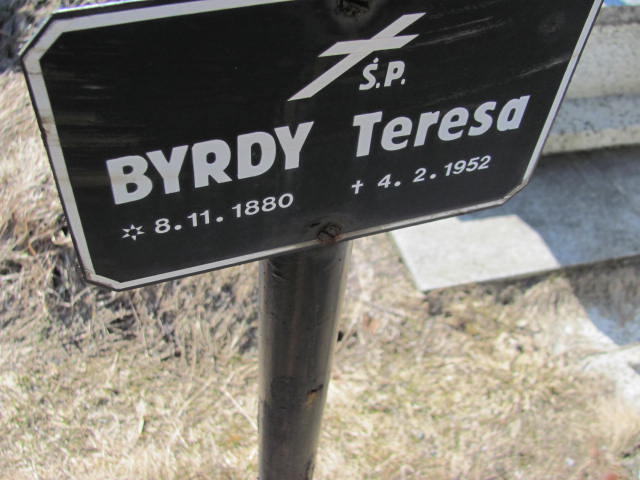 Ś.P.
BYRDY Teresa
✡ 8.11.1880 † 4.2.1952